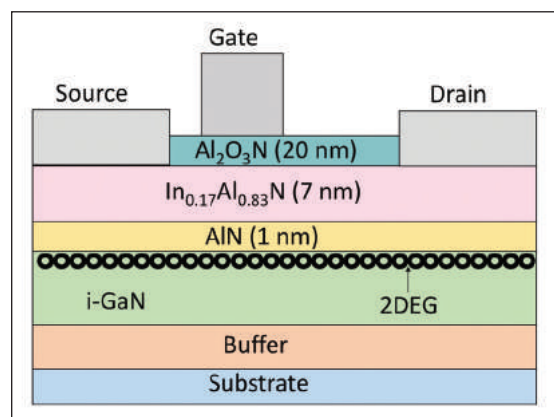 Gate
Source
Drain
Al₂O₃N (20 nm)
In₀.₁₇Al₀.₈₃N (7 nm)
AlN (1 nm)
i-GaN
2DEG
Buffer
Substrate